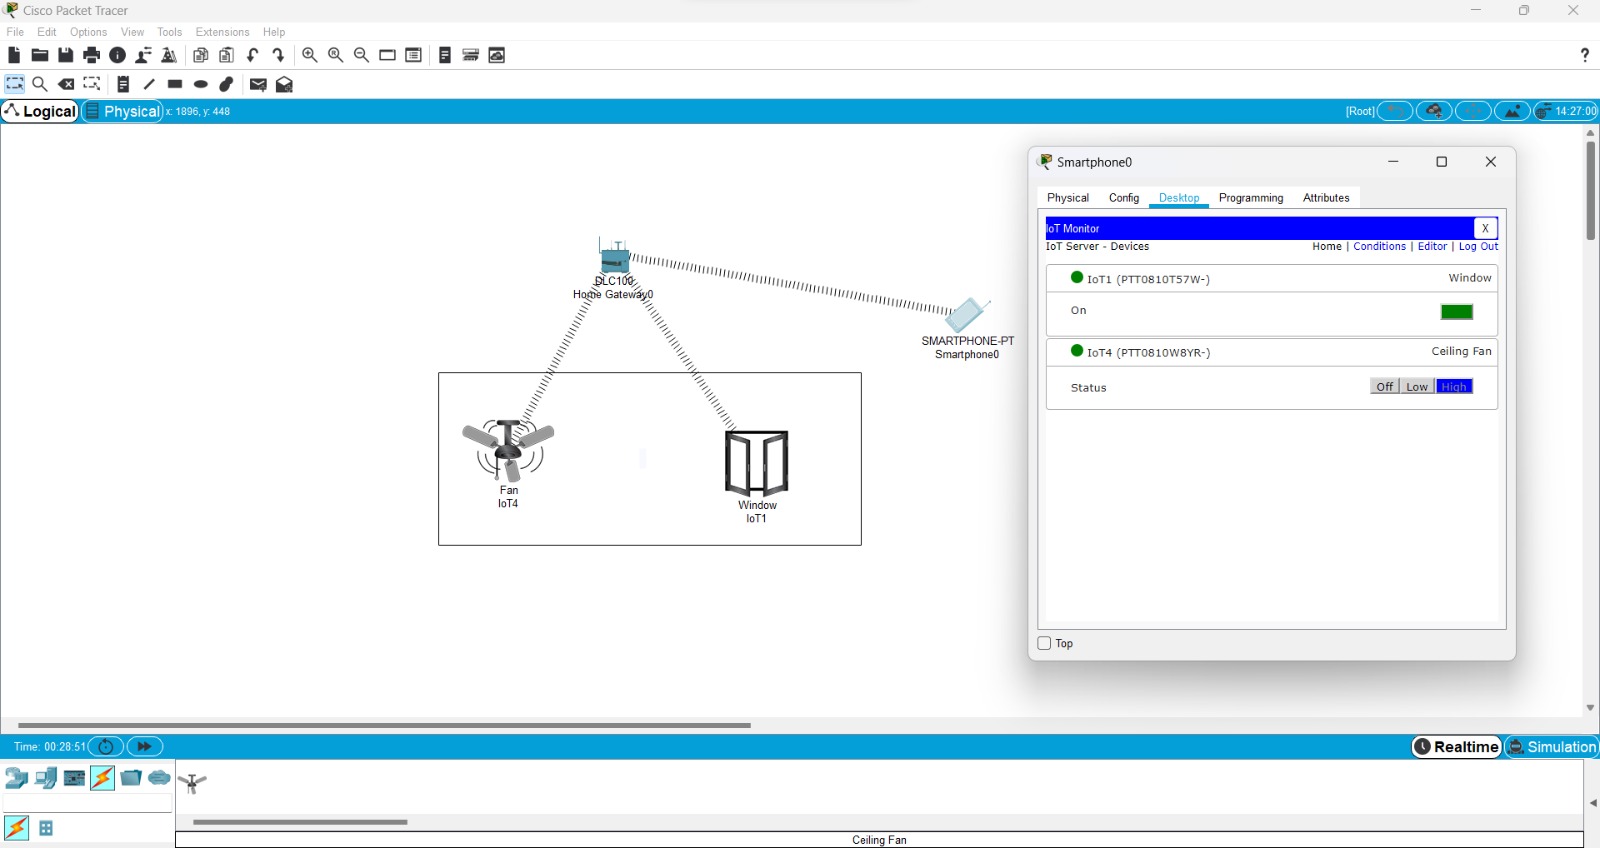 Cisco Packet Tracer
File Edit Options View Tools Extensions Help
?
Logical Physical x: 1896, y: 448 [Root] 14:27:00
Smartphone0
Physical Config Desktop Programming Attributes
IoT Monitor X
IoT Server - Devices Home | Conditions | Editor | Log Out
IoT1 (PTT0810T57W-) Window
On
IoT4 (PTT0810W8YR-) Ceiling Fan
Status Off Low High
Top
DLC100
Home Gateway0
SMARTPHONE-PT
Smartphone0
Fan
IoT4
Window
IoT1
Time: 00:28:51 Realtime Simulation
Ceiling Fan